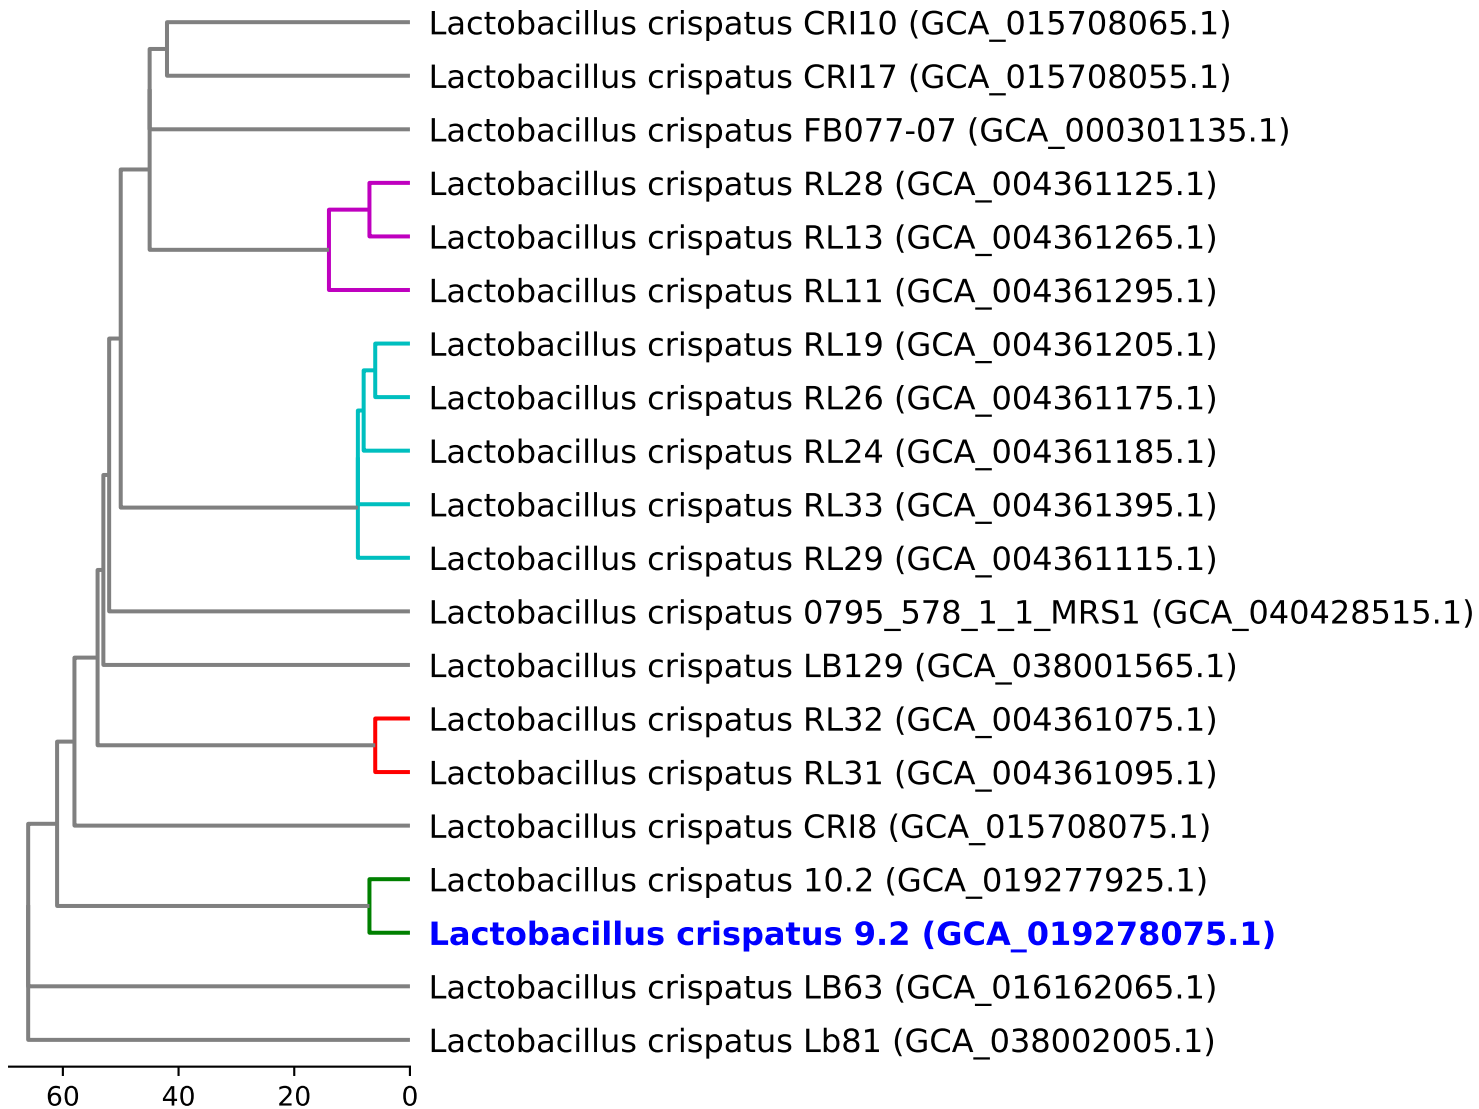 Lactobacillus crispatus CRI10 (GCA_015708065.1)
Lactobacillus crispatus CRI17 (GCA_015708055.1)
Lactobacillus crispatus FB077-07 (GCA_000301135.1)
Lactobacillus crispatus RL28 (GCA_004361125.1)
Lactobacillus crispatus RL13 (GCA_004361265.1)
Lactobacillus crispatus RL11 (GCA_004361295.1)
Lactobacillus crispatus RL19 (GCA_004361205.1)
Lactobacillus crispatus RL26 (GCA_004361175.1)
Lactobacillus crispatus RL24 (GCA_004361185.1)
Lactobacillus crispatus RL33 (GCA_004361395.1)
Lactobacillus crispatus RL29 (GCA_004361115.1)
Lactobacillus crispatus 0795_578_1_1_MRS1 (GCA_040428515.1)
Lactobacillus crispatus LB129 (GCA_038001565.1)
Lactobacillus crispatus RL32 (GCA_004361075.1)
Lactobacillus crispatus RL31 (GCA_004361095.1)
Lactobacillus crispatus CRI8 (GCA_015708075.1)
Lactobacillus crispatus 10.2 (GCA_019277925.1)
Lactobacillus crispatus 9.2 (GCA_019278075.1)
Lactobacillus crispatus LB63 (GCA_016162065.1)
Lactobacillus crispatus Lb81 (GCA_038002005.1)
60 40 20 0